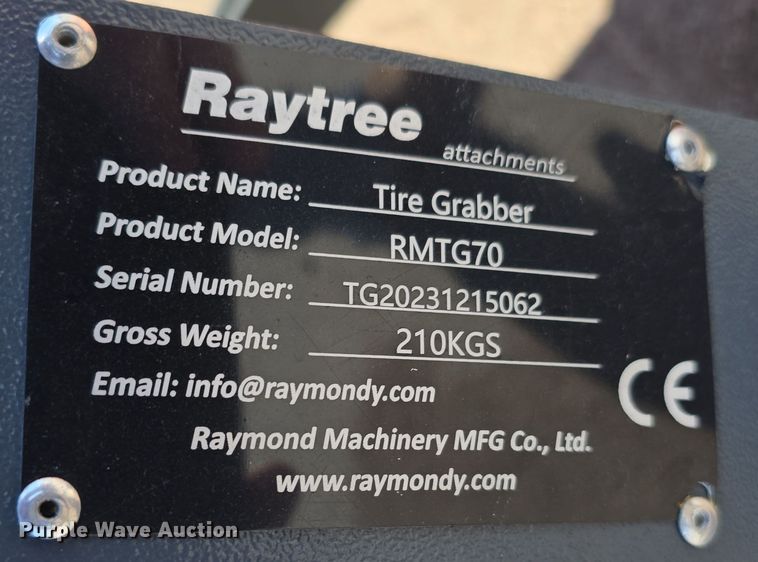 Raytree
attachments
Product Name: Tire Grabber
Product Model: RMTG70
Serial Number: TG20231215062
Gross Weight: 210KGS
Email: info@raymondy.com
CE
Raymond Machinery MFG Co., Ltd.
www.raymondy.com
Purple Wave Auction